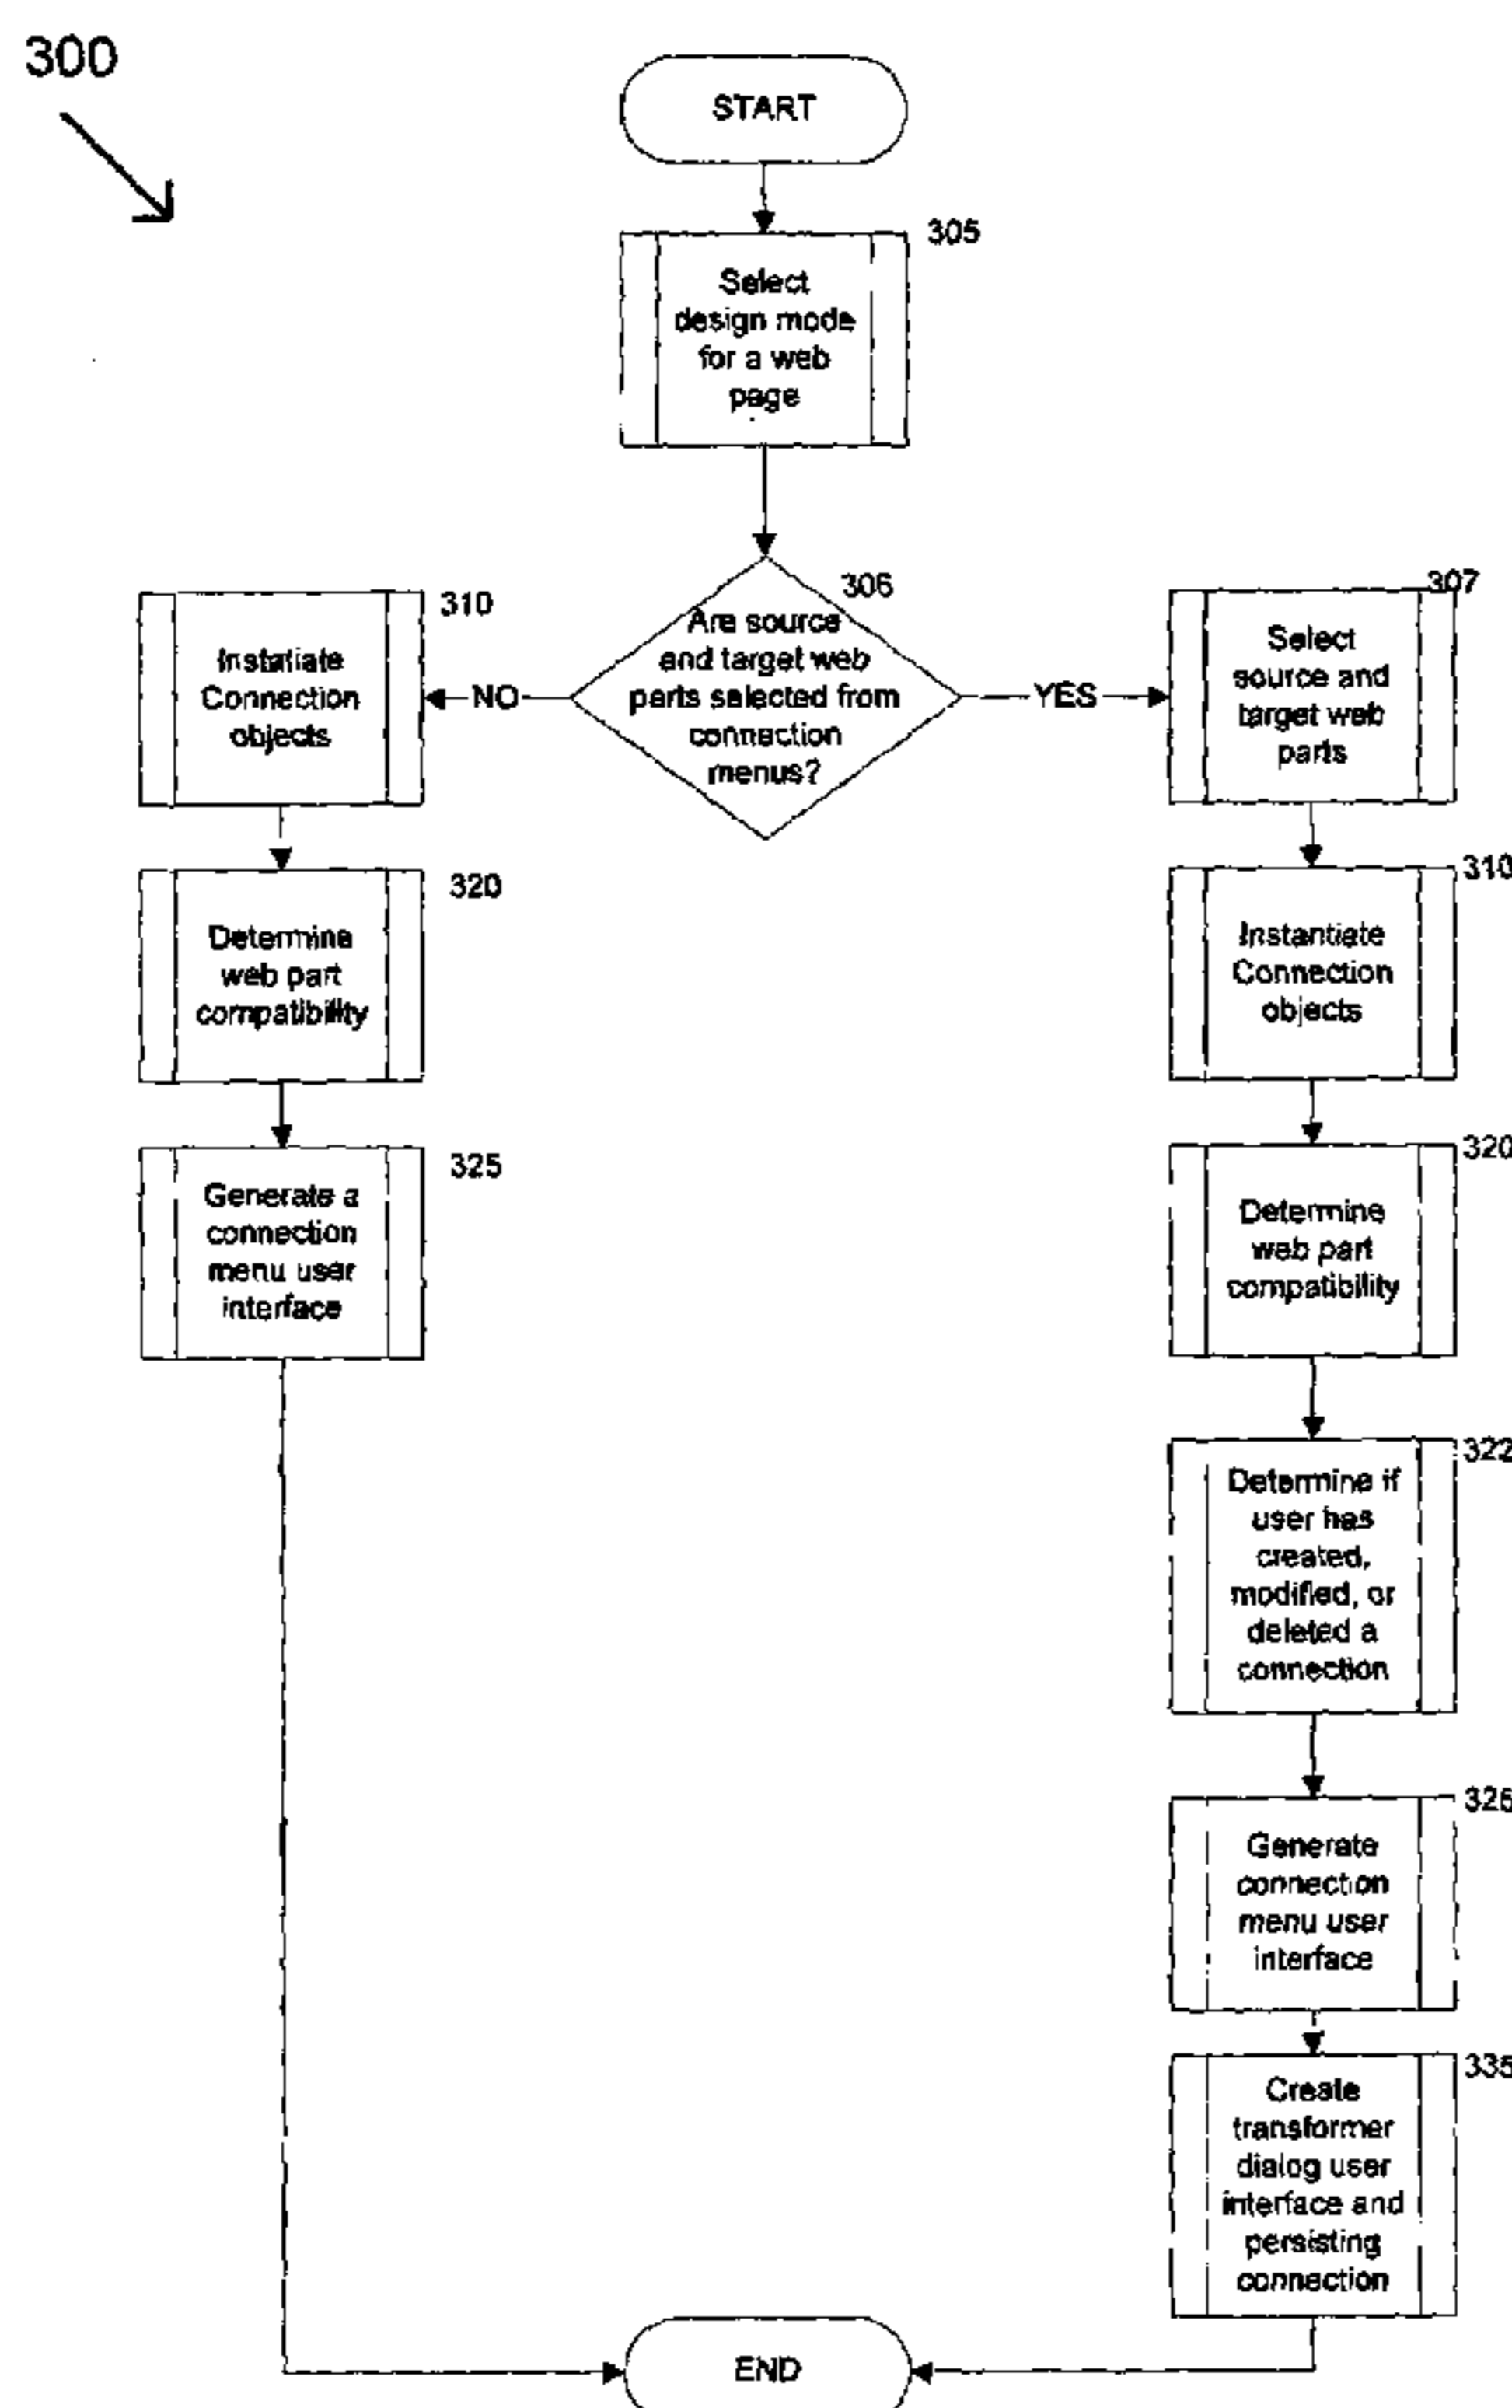 300
START
305
Select
design mode
for a web
page
306
Are source
and target web
parts selected from
connection
menus?
NO
YES
310
Instatiate
Connection
objects
320
Determine
web part
compatibility
325
Generate a
connection
menu user
interface
307
Select
source and
target web
parts
310
Instantiate
Connection
objects
320
Determine
web part
compatibility
322
Determine if
user has
created,
modified, or
deleted a
connection
Generate
connection
menu user
interface
335
Create
transformer
dialog user
interface and
persisting
connection
END